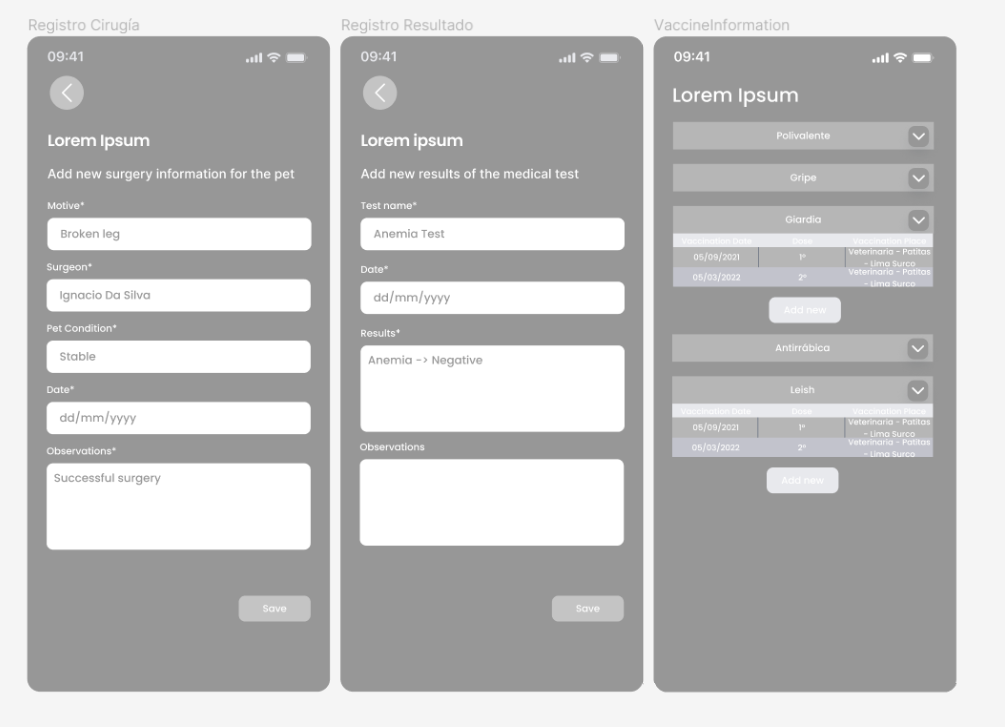 Registro Cirugía
09:41
Lorem Ipsum
Add new surgery information for the pet
Motive*
Broken leg
Surgeon*
Ignacio Da Silva
Pet Condition*
Stable
Date*
dd/mm/yyyy
Observations*
Successful surgery
Save
Registro Resultado
09:41
Lorem ipsum
Add new results of the medical test
Test name*
Anemia Test
Date*
dd/mm/yyyy
Results*
Anemia -> Negative
Observations
Save
VaccineInformation
09:41
Lorem Ipsum
Polivalente
Gripe
Giardia
Vaccination Date Dose Vaccination Place
05/09/2021 1° Veterinaria - Patitas
- Lima Surco
05/03/2022 2° Veterinaria - Patitas
- Lima Surco
Add new
Antirrábica
Leish
Vaccination Date Dose Vaccination Place
05/09/2021 1° Veterinaria - Patitas
- Lima Surco
05/03/2022 2° Veterinaria - Patitas
- Lima Surco
Add new